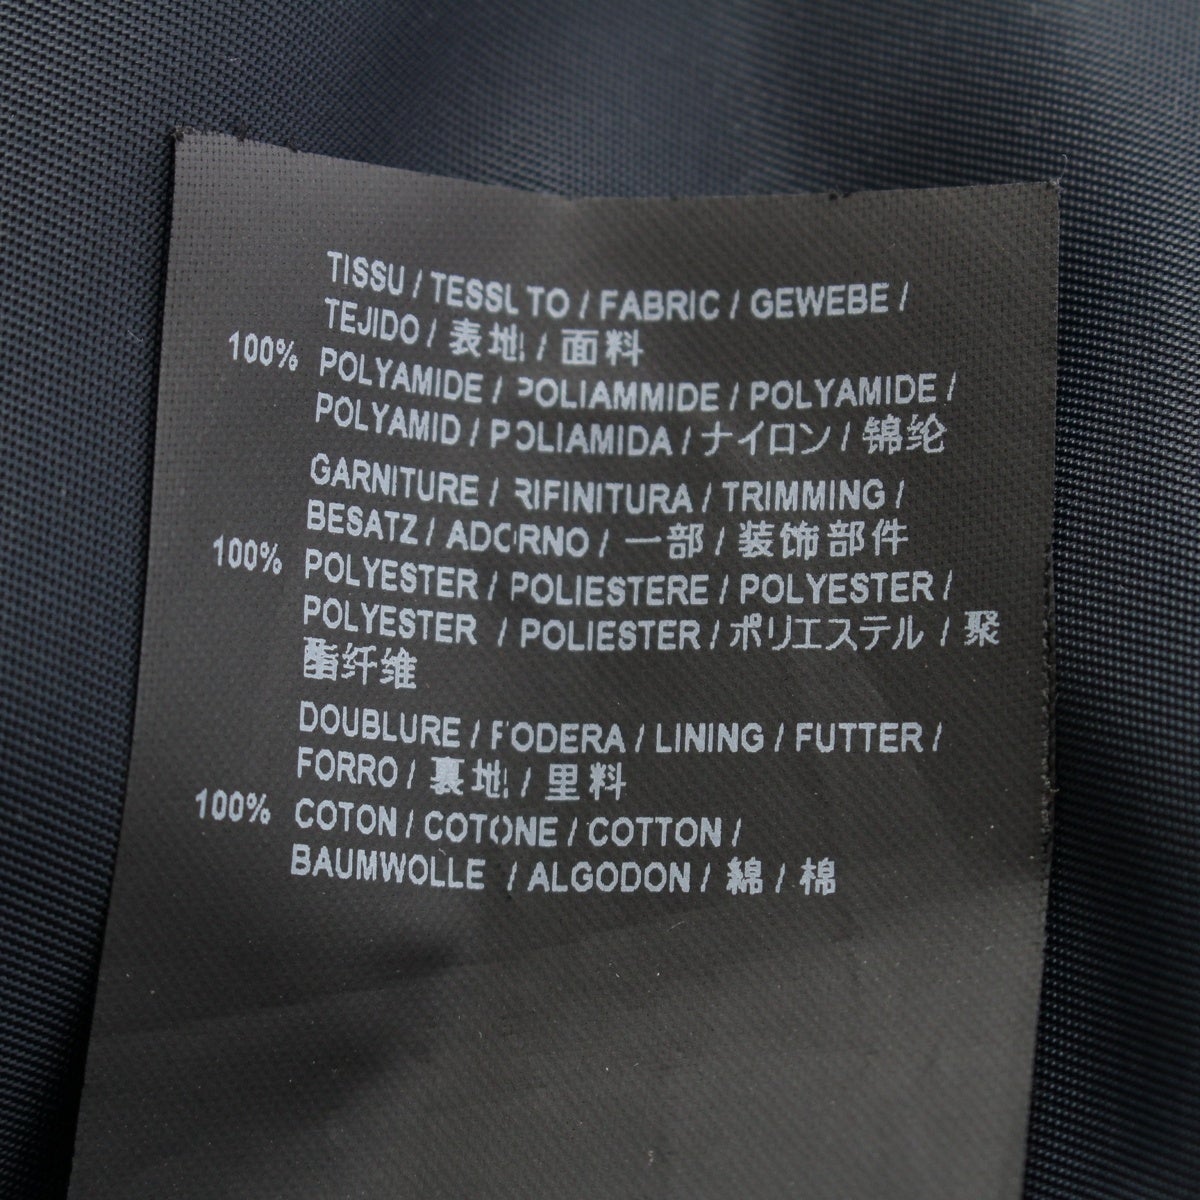 TISSU / TESSUTO / FABRIC / GEWEBE /
TEJIDO / 表地 / 面料
100% POLYAMIDE / POLIAMMIDE / POLYAMIDE /
POLYAMID / POLIAMIDA / ナイロン / 锦纶
GARNITURE / RIFINITURA / TRIMMING /
BESATZ / ADORNO / 一部 / 装饰部件
100% POLYESTER / POLIESTERE / POLYESTER /
POLYESTER / POLIESTER / ポリエステル / 聚
酯纤维
DOUBLURE / FODERA / LINING / FUTTER /
FORRO / 裏地 / 里料
100% COTON / COTONE / COTTON /
BAUMWOLLE / ALGODON / 綿 / 棉